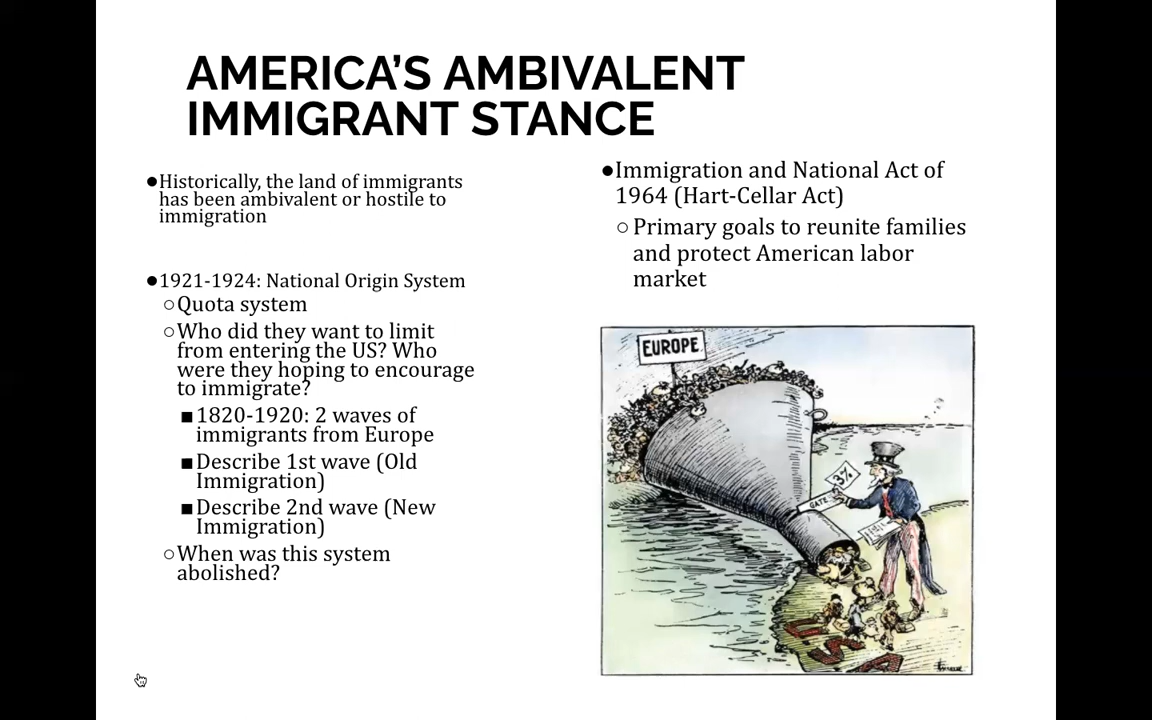 AMERICA'S AMBIVALENT
IMMIGRANT STANCE
●Historically, the land of immigrants
has been ambivalent or hostile to
immigration
●1921-1924: National Origin System
○Quota system
○Who did they want to limit
from entering the US? Who
were they hoping to encourage
to immigrate?
■1820-1920: 2 waves of
immigrants from Europe
■Describe 1st wave (Old
Immigration)
■Describe 2nd wave (New
Immigration)
○When was this system
abolished?
●Immigration and National Act of
1964 (Hart-Cellar Act)
○Primary goals to reunite families
and protect American labor
market
EUROPE
GATE 3%
USA